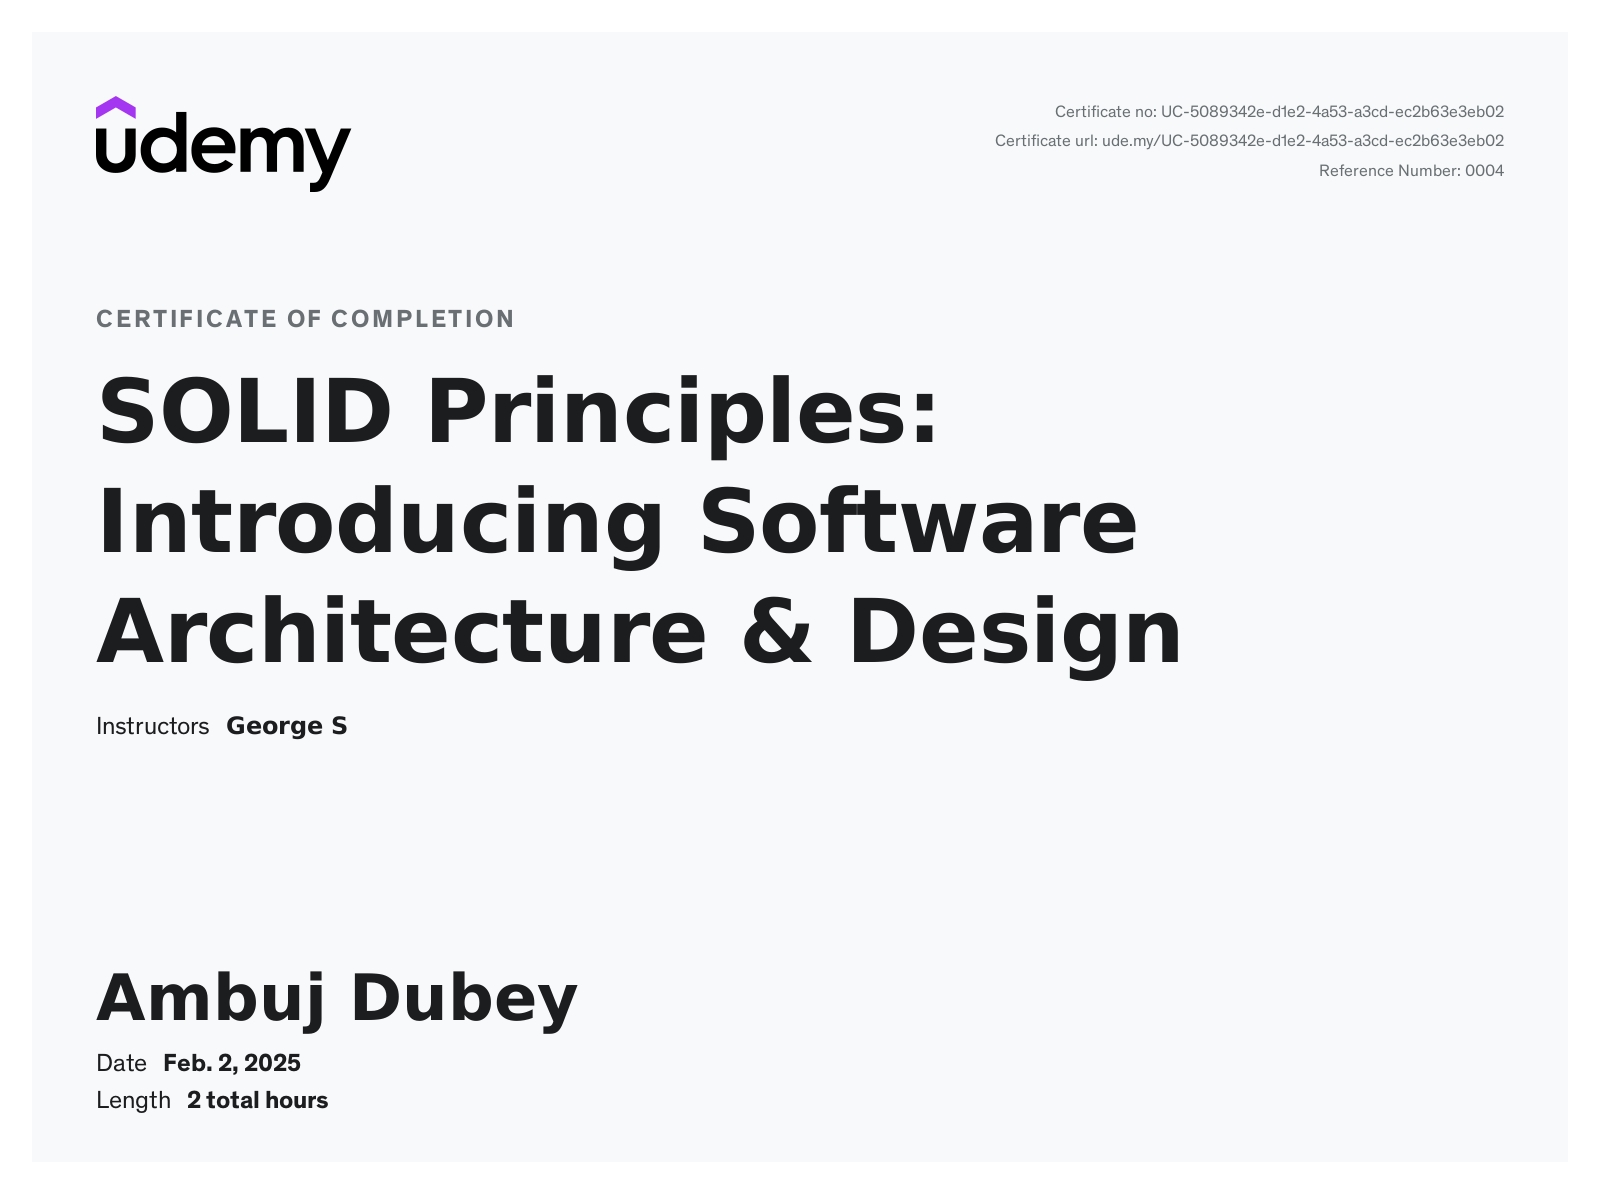 udemy
Certificate no: UC-5089342e-d1e2-4a53-a3cd-ec2b63e3eb02
Certificate url: ude.my/UC-5089342e-d1e2-4a53-a3cd-ec2b63e3eb02
Reference Number: 0004
CERTIFICATE OF COMPLETION
SOLID Principles:
Introducing Software
Architecture & Design
Instructors George S
Ambuj Dubey
Date Feb. 2, 2025
Length 2 total hours